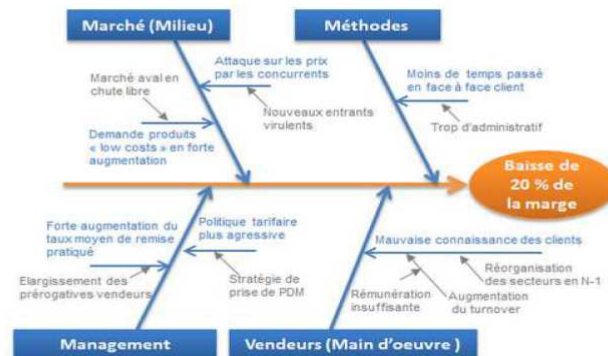 Marché (Milieu)
Méthodes
Attaque sur les prix
par les concurrents
Marché aval en
chute libre
Nouveaux entrants
virulents
Demande produits
« low costs » en forte
augmentation
Moins de temps passé
en face à face client
Trop d'administratif
Baisse de
20 % de
la marge
Forte augmentation du
taux moyen de remise
pratiqué
Politique tarifaire
plus agressive
Elargissement des
prérogatives vendeurs
Stratégie de
prise de PDM
Mauvaise connaissance des clients
Réorganisation
des secteurs en N-1
Rémunération
insuffisante
Augmentation
du turnover
Management
Vendeurs (Main d'oeuvre )